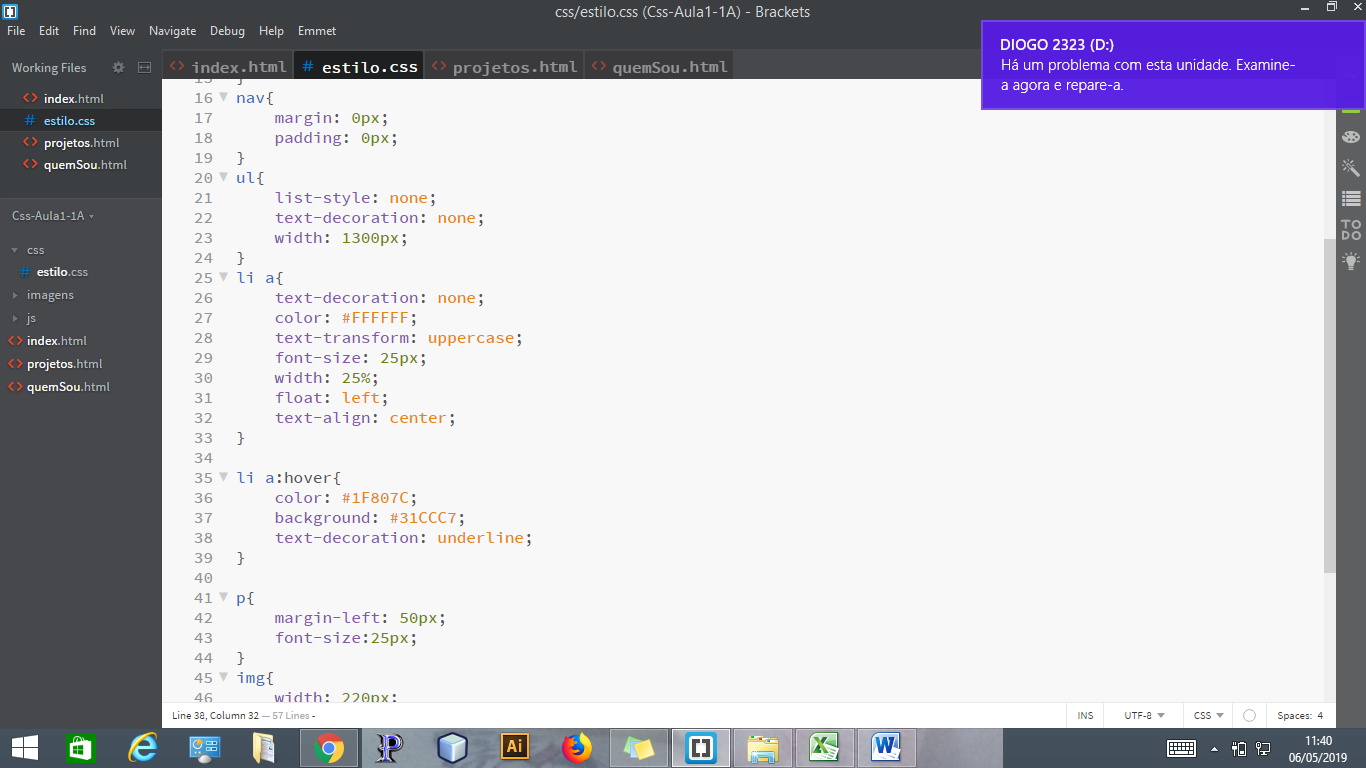 css/estilo.css (Css-Aula1-1A) - Brackets
File Edit Find View Navigate Debug Help Emmet
DIOGO 2323 (D:)
Há um problema com esta unidade. Examine-
a agora e repare-a.
Working Files
index.html
estilo.css
projetos.html
quemSou.html
Css-Aula1-1A
css
estilo.css
imagens
js
index.html
projetos.html
quemSou.html
index.html # estilo.css projetos.html quemSou.html
15 }
16 nav{
17 margin: 0px;
18 padding: 0px;
19 }
20 ul{
21 list-style: none;
22 text-decoration: none;
23 width: 1300px;
24 }
25 li a{
26 text-decoration: none;
27 color: #FFFFFF;
28 text-transform: uppercase;
29 font-size: 25px;
30 width: 25%;
31 float: left;
32 text-align: center;
33 }
34
35 li a:hover{
36 color: #1F807C;
37 background: #31CCC7;
38 text-decoration: underline;
39 }
40
41 p{
42 margin-left: 50px;
43 font-size:25px;
44 }
45 img{
46 width: 220px;
TO
DO
Line 38, Column 32 — 57 Lines -
INS UTF-8 CSS Spaces: 4
Ai
11:40
06/05/2019